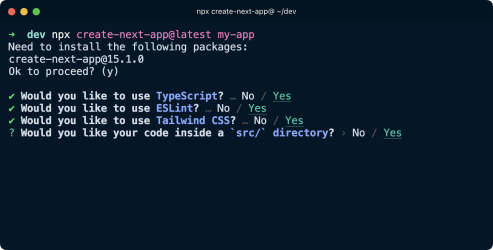 npx create-next-app@ ~/dev
➜ dev npx create-next-app@latest my-app
Need to install the following packages:
create-next-app@15.1.0
Ok to proceed? (y)
✔ Would you like to use TypeScript? … No / Yes
✔ Would you like to use ESLint? … No / Yes
✔ Would you like to use Tailwind CSS? … No / Yes
? Would you like your code inside a `src/` directory? › No / Yes